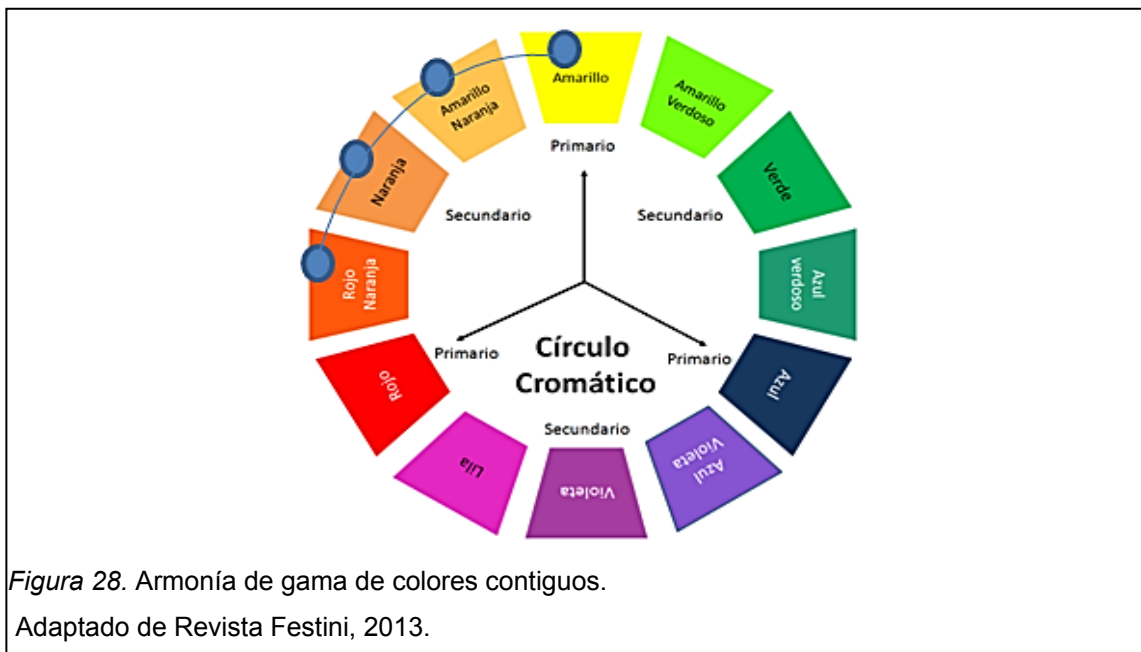 Amarillo
Amarillo
Verdoso
Verde
Azul
verdoso
Azul
Azul
Violeta
Violeta
Lila
Rojo
Rojo
Naranja
Naranja
Amarillo
Naranja
Primario
Secundario
Secundario
Primario
Primario
Círculo
Cromático
Secundario
Figura 28. Armonía de gama de colores contiguos.
Adaptado de Revista Festini, 2013.